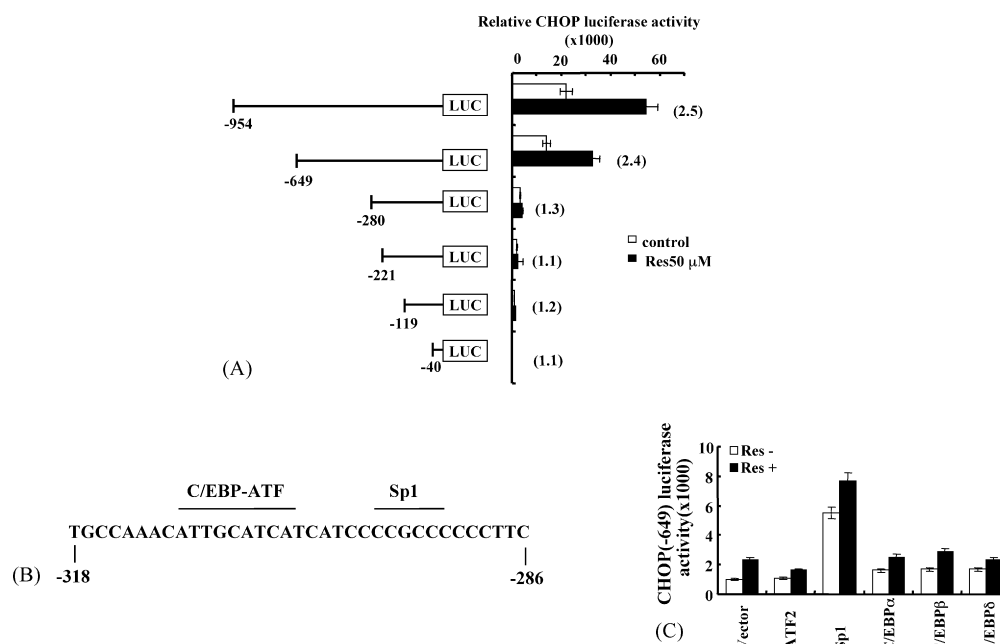 Relative CHOP luciferase activity
(x1000)
0 20 40 60
LUC
-954
(2.5)
LUC
-649
(2.4)
LUC
-280
(1.3)
control
Res50 μM
LUC
-221
(1.1)
LUC
-119
(1.2)
LUC
-40
(1.1)
(A)
C/EBP-ATF Sp1
TGCCAAACATTGCATCATCATCCCCGCCCCCCTTC
-318 -286
(B)
CHOP(-649) luciferase
activity(x1000)
10
8
6
4
2
0
Res -
Res +
Vector
ATF2
Sp1
C/EBPα
C/EBPβ
C/EBPδ
(C)